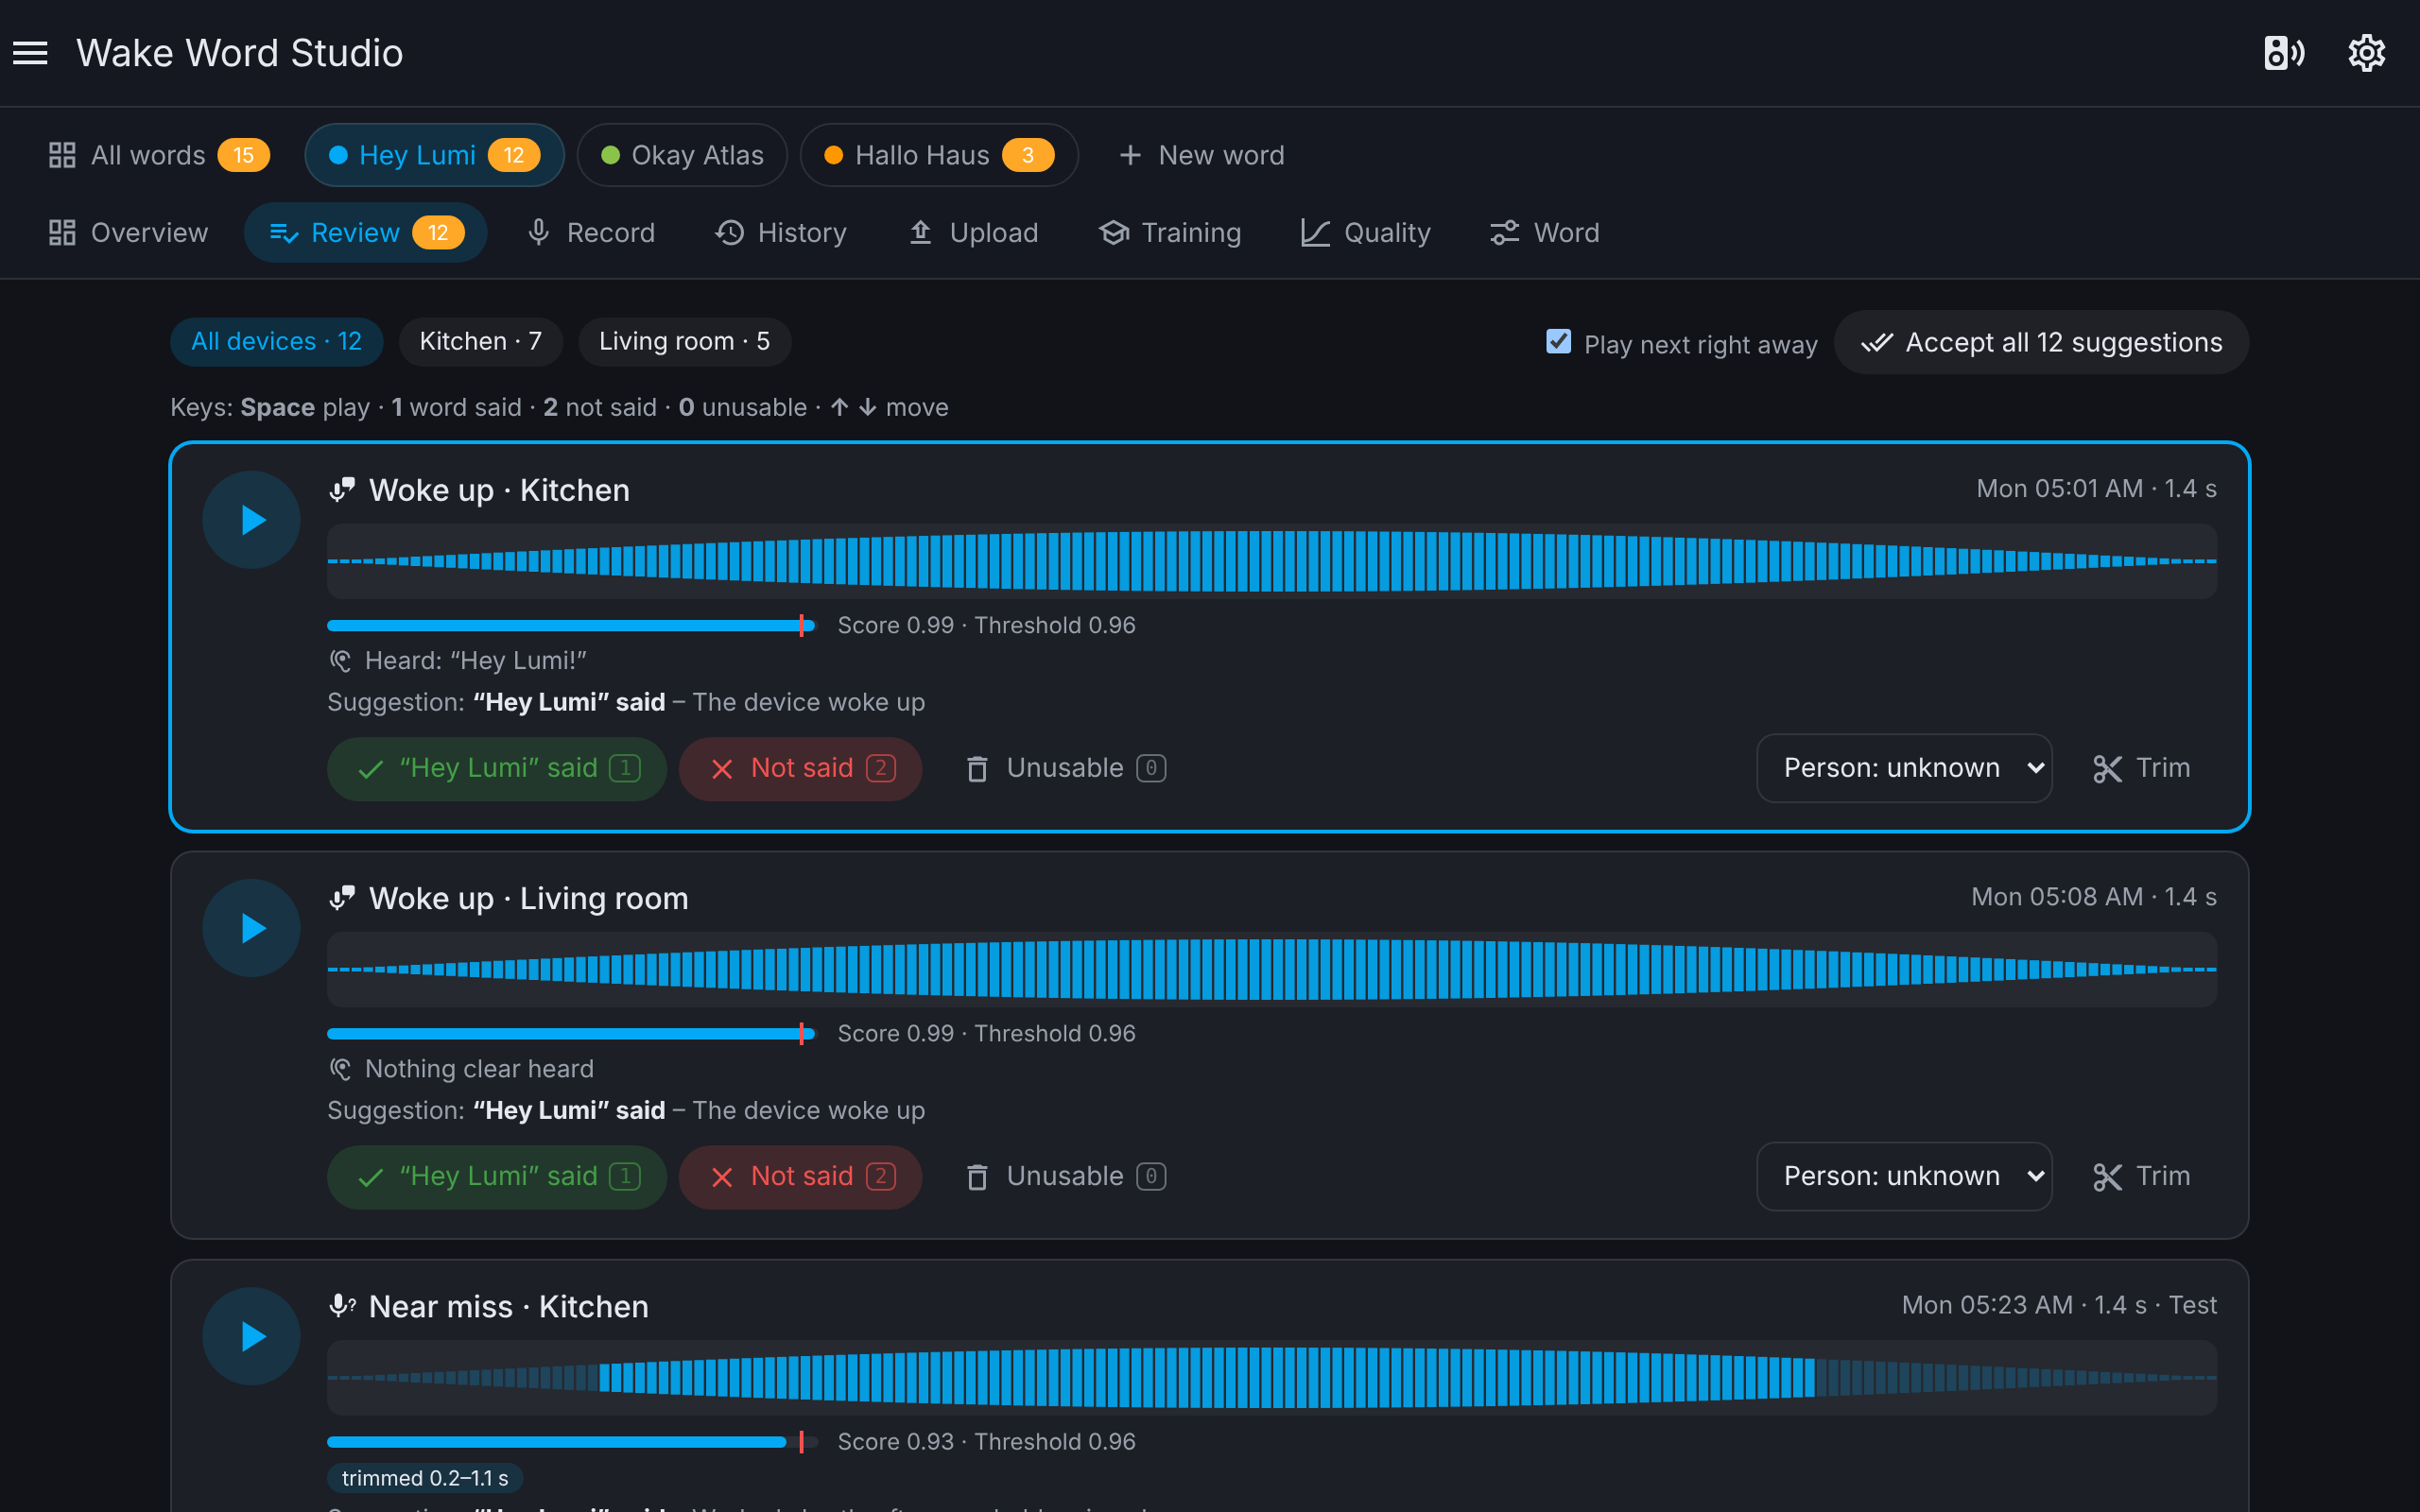 Wake Word Studio
All words 15 Hey Lumi 12 Okay Atlas Hallo Haus 3 + New word
Overview Review 12 Record History Upload Training Quality Word
All devices · 12 Kitchen · 7 Living room · 5 Play next right away Accept all 12 suggestions
Keys: Space play · 1 word said · 2 not said · 0 unusable · ↑ ↓ move
Woke up · Kitchen Mon 05:01 AM · 1.4 s
Score 0.99 · Threshold 0.96
Heard: “Hey Lumi!”
Suggestion: “Hey Lumi” said – The device woke up
“Hey Lumi” said 1 Not said 2 Unusable 0 Person: unknown Trim
Woke up · Living room Mon 05:08 AM · 1.4 s
Score 0.99 · Threshold 0.96
Nothing clear heard
Suggestion: “Hey Lumi” said – The device woke up
“Hey Lumi” said 1 Not said 2 Unusable 0 Person: unknown Trim
Near miss · Kitchen Mon 05:23 AM · 1.4 s · Test
Score 0.93 · Threshold 0.96
trimmed 0.2–1.1 s